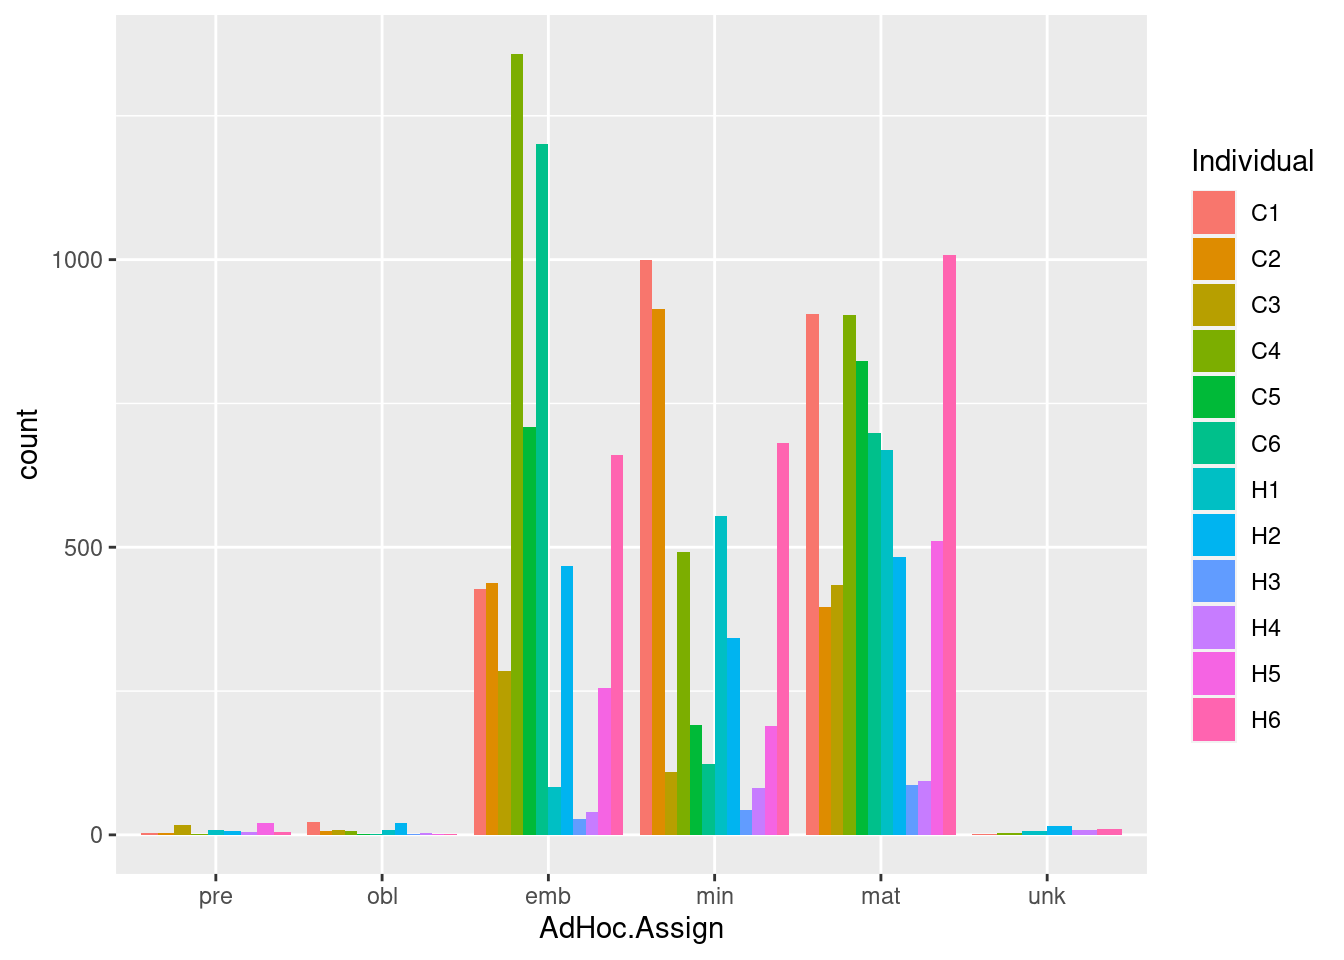 1000
500
0
count
pre obl emb min mat unk
AdHoc.Assign
Individual
C1
C2
C3
C4
C5
C6
H1
H2
H3
H4
H5
H6